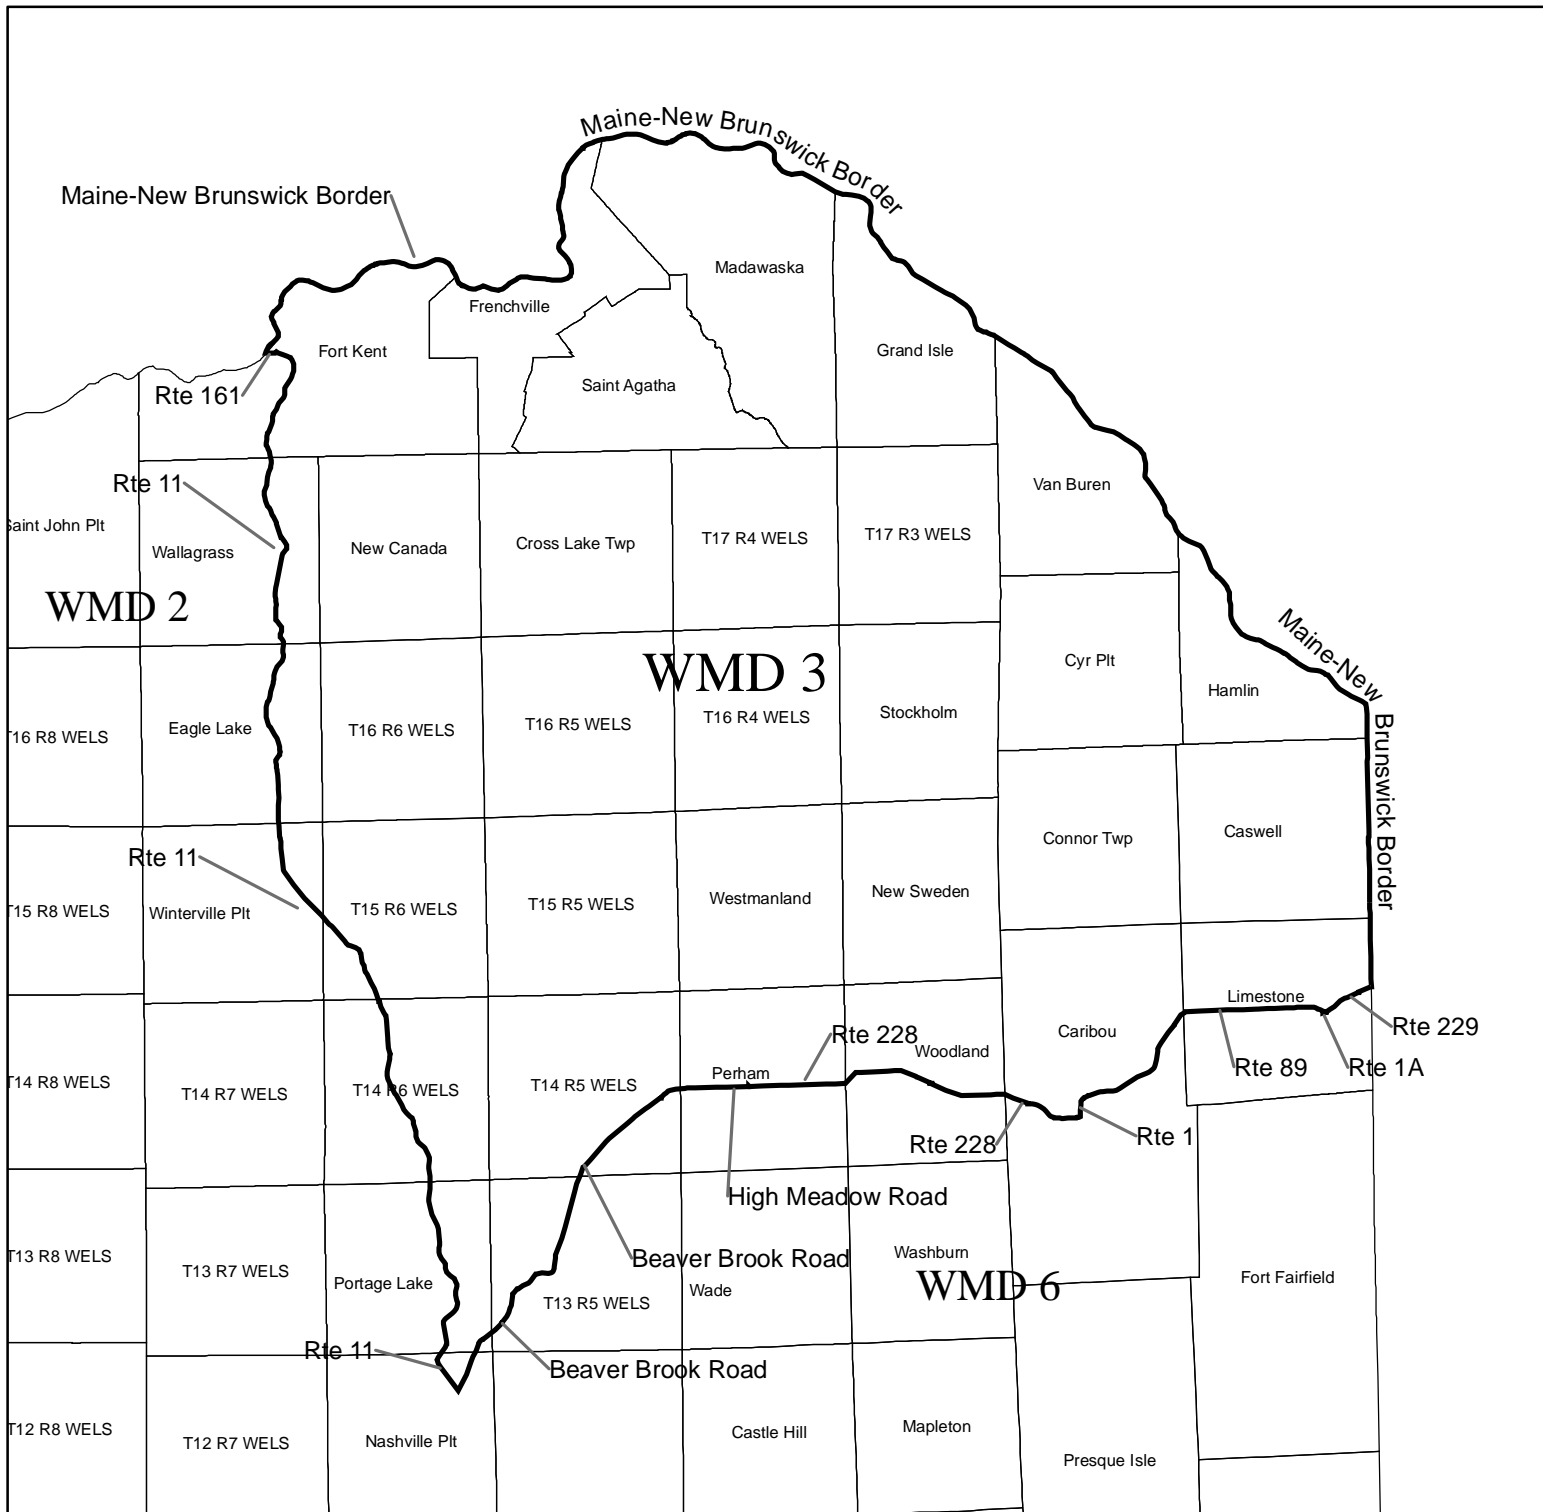 Maine-New Brunswick Border
Maine-New Brunswick Border
Madawaska
Frenchville
Fort Kent
Grand Isle
Saint Agatha
Rte 161
Rte 11
Van Buren
Saint John Plt
Wallagrass
New Canada
Cross Lake Twp
T17 R4 WELS
T17 R3 WELS
WMD 2
Maine-New Brunswick Border
WMD 3
Cyr Plt
Hamlin
T16 R8 WELS
Eagle Lake
T16 R6 WELS
T16 R5 WELS
T16 R4 WELS
Stockholm
Connor Twp
Caswell
Rte 11
T15 R8 WELS
Winterville Plt
T15 R6 WELS
T15 R5 WELS
Westmanland
New Sweden
Limestone
Rte 229
Rte 228
Woodland
Caribou
Rte 89
Rte 1A
T14 R8 WELS
T14 R7 WELS
T14 R6 WELS
T14 R5 WELS
Perham
Rte 228
Rte 1
High Meadow Road
Beaver Brook Road
Washburn
T13 R8 WELS
T13 R7 WELS
Portage Lake
T13 R5 WELS
Wade
WMD 6
Fort Fairfield
Rte 11
Beaver Brook Road
T12 R8 WELS
T12 R7 WELS
Nashville Plt
Castle Hill
Mapleton
Presque Isle